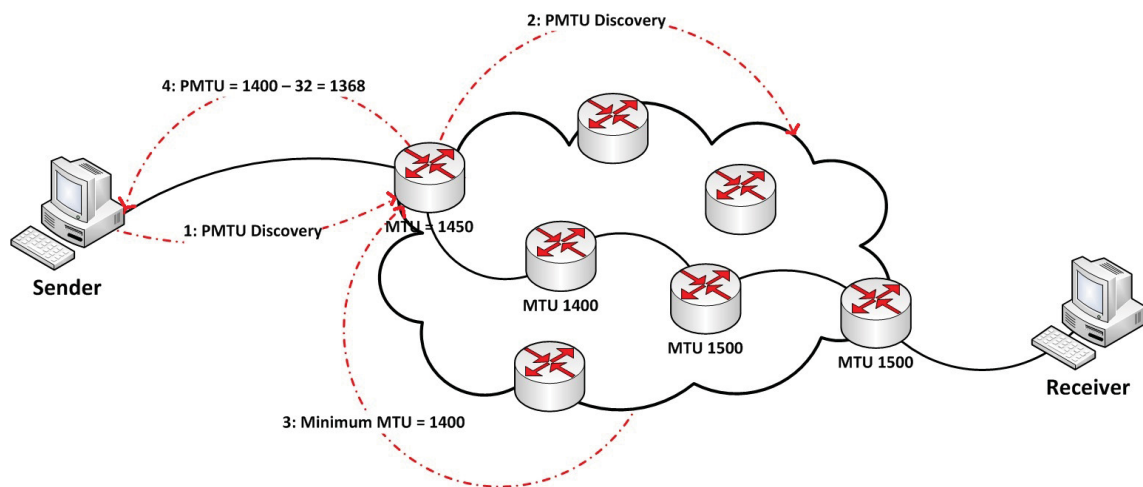 2: PMTU Discovery
4: PMTU = 1400 – 32 = 1368
MTU = 1450
1: PMTU Discovery
Sender
MTU 1400
MTU 1500
MTU 1500
Receiver
3: Minimum MTU = 1400